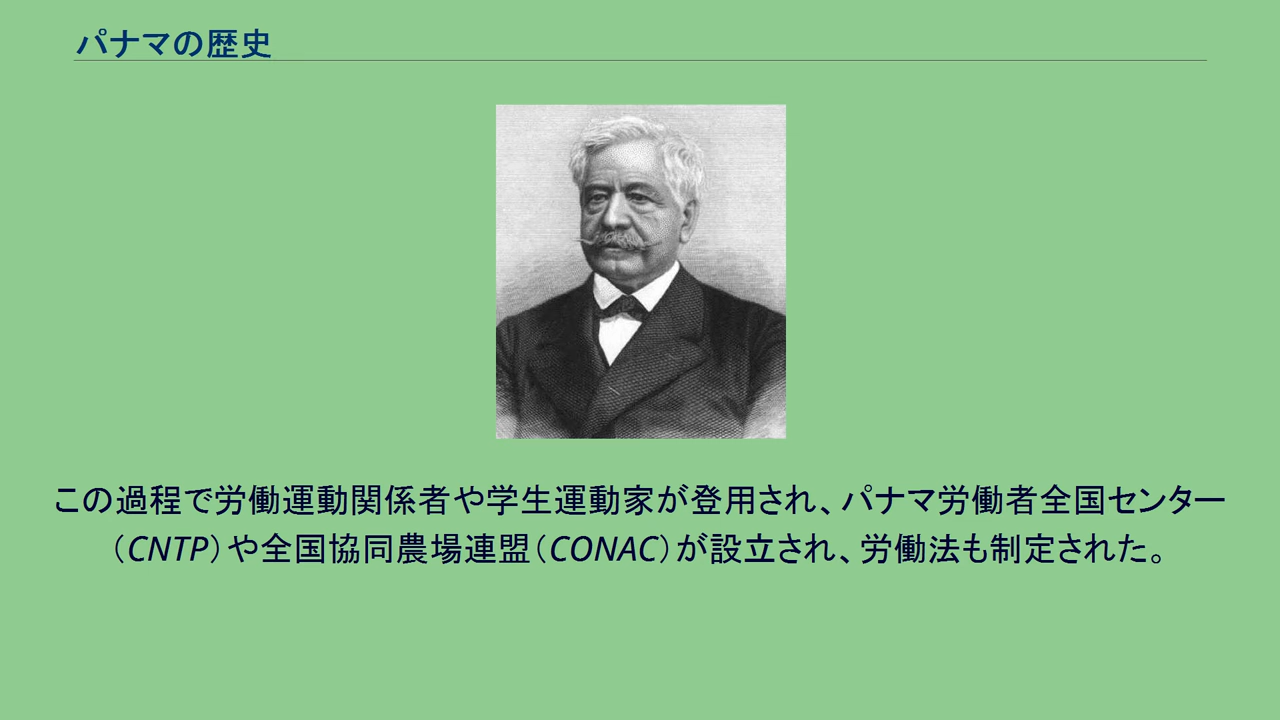 パナマの歴史
この過程で労働運動関係者や学生運動家が登用され、パナマ労働者全国センター
（CNTP）や全国協同農場連盟（CONAC）が設立され、労働法も制定された。